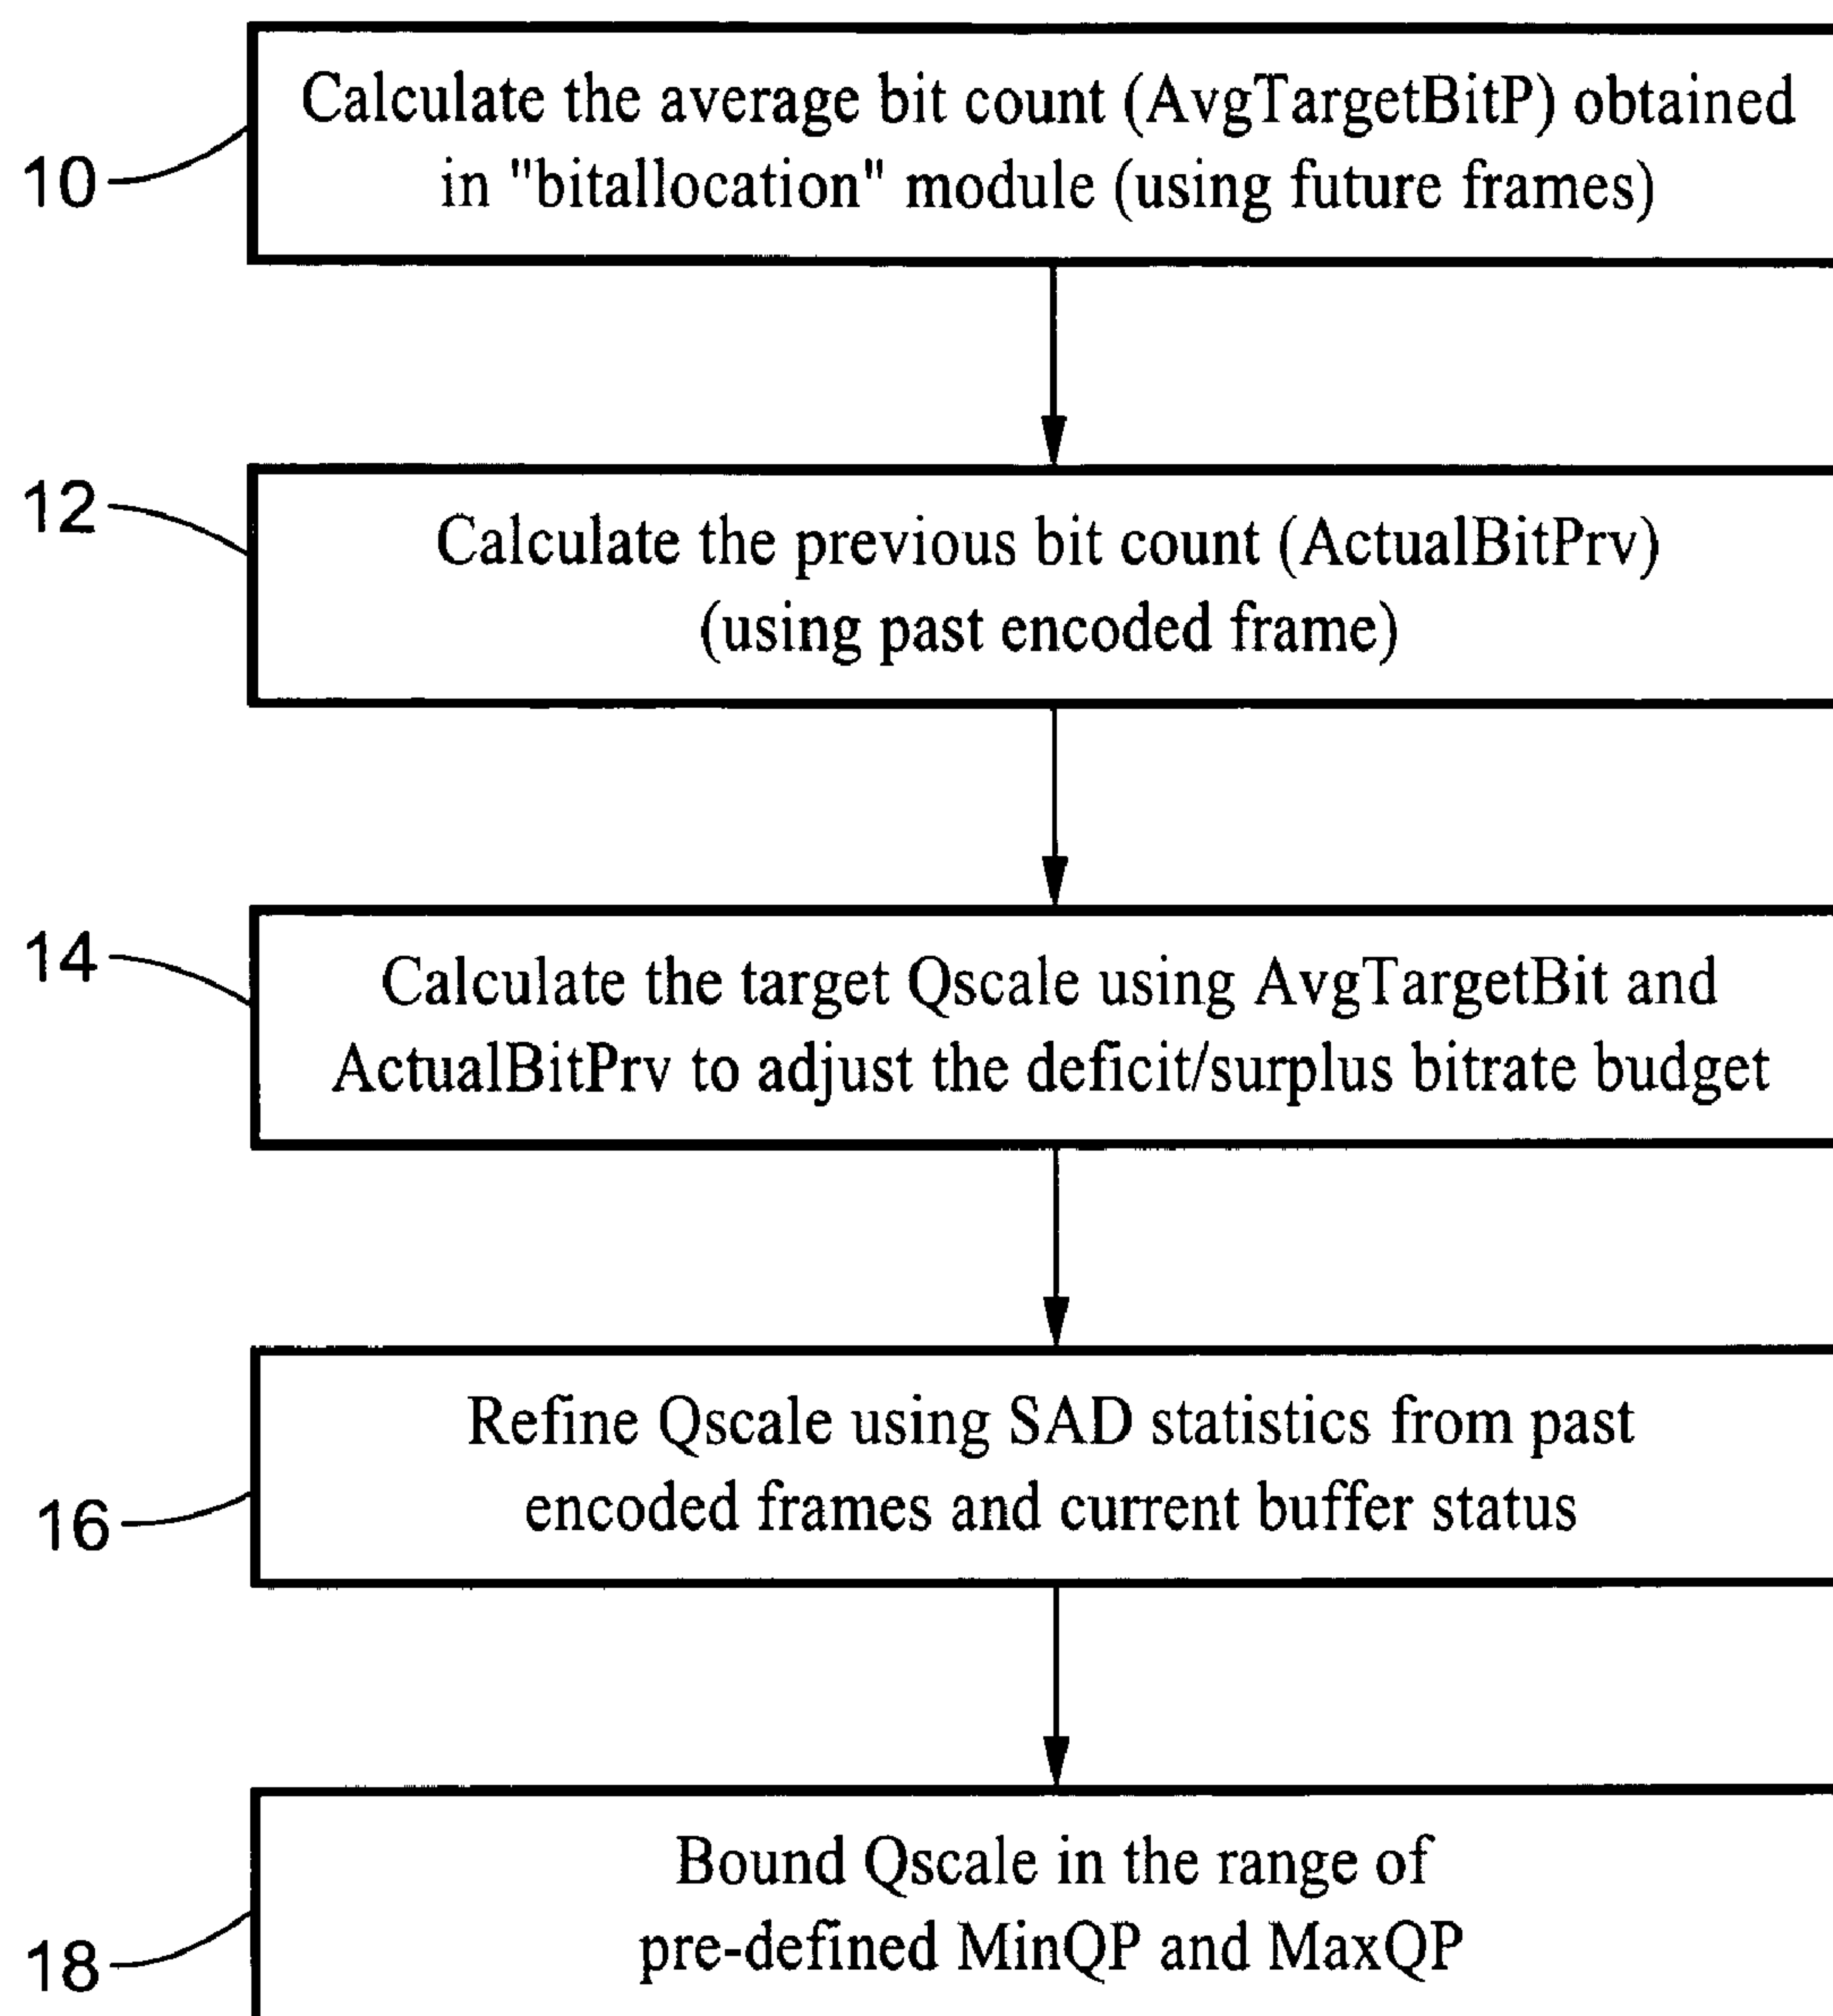 Calculate the average bit count (AvgTargetBitP) obtained
in "bitallocation" module (using future frames)
10
12
Calculate the previous bit count (ActualBitPrv)
(using past encoded frame)
14
Calculate the target Qscale using AvgTargetBit and
ActualBitPrv to adjust the deficit/surplus bitrate budget
Refine Qscale using SAD statistics from past
encoded frames and current buffer status
16
Bound Qscale in the range of
pre-defined MinQP and MaxQP
18